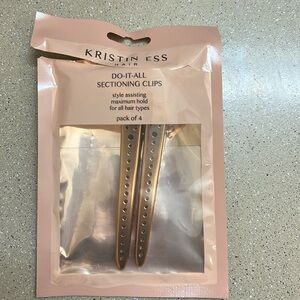 KRISTIN ESS
HAIR
DO-IT-ALL
SECTIONING CLIPS
style assisting
maximum hold
for all hair types
pack of 4